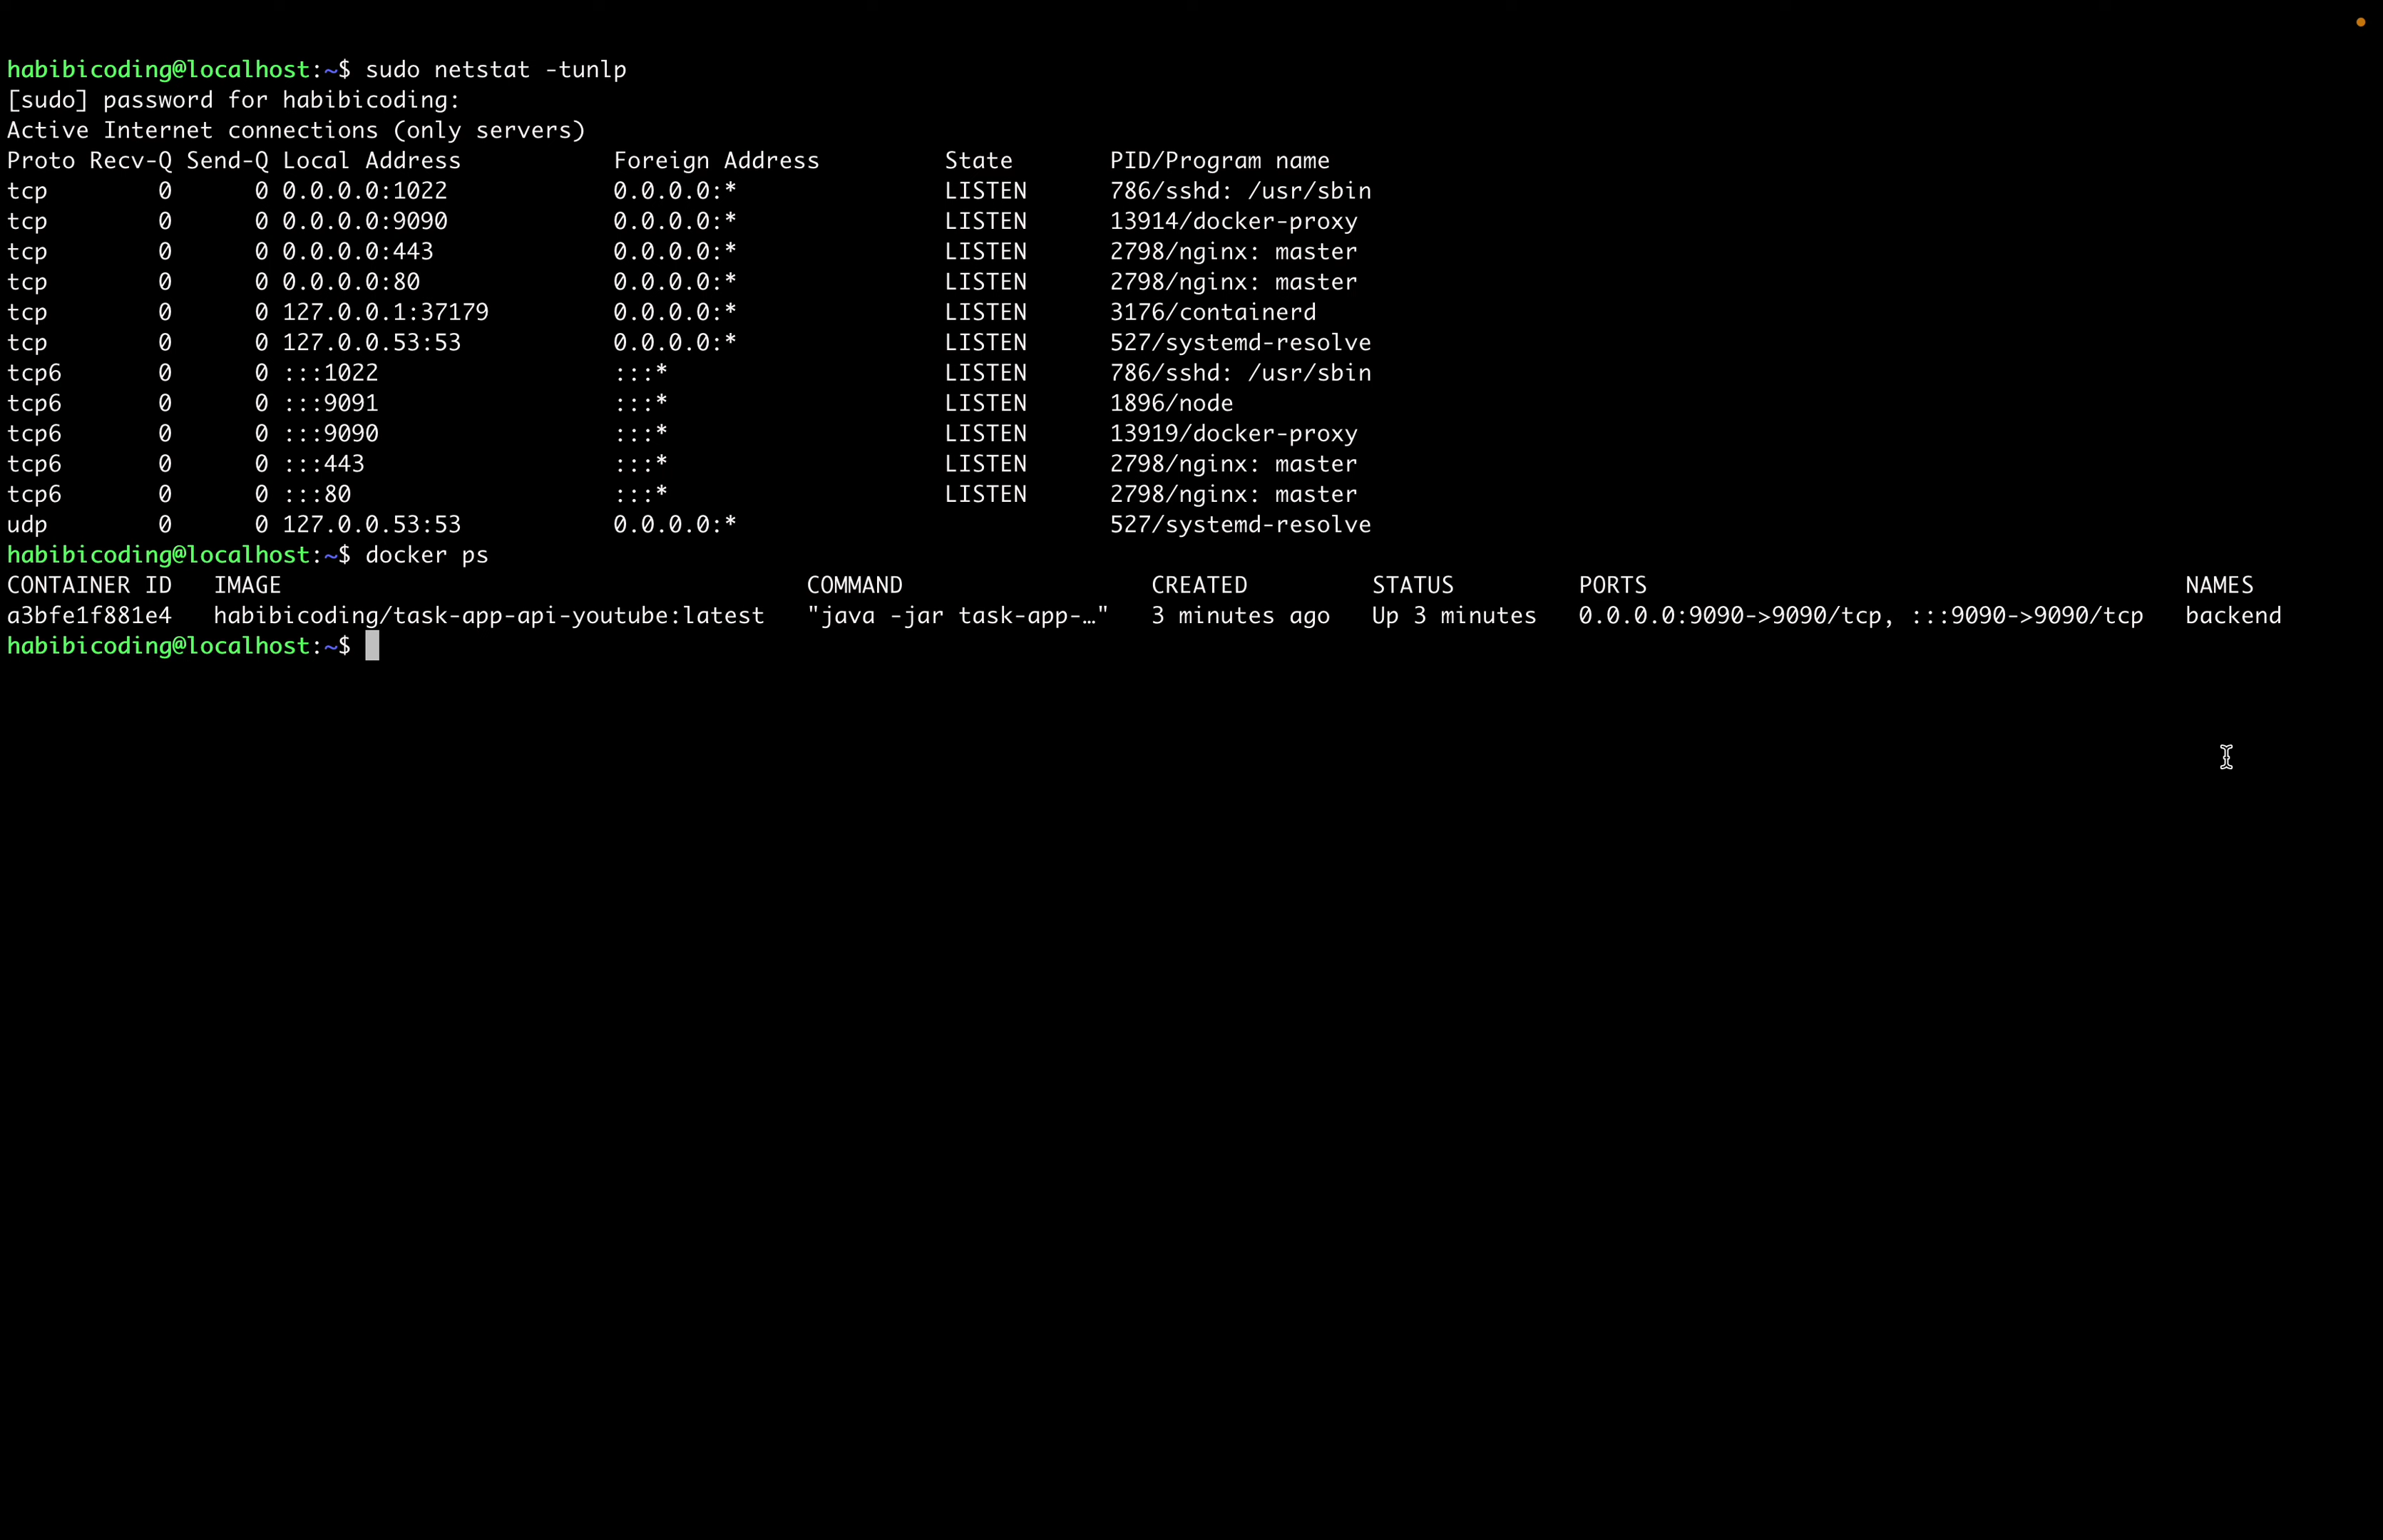 habibicoding@localhost:~$ sudo netstat -tunlp
[sudo] password for habibicoding:
Active Internet connections (only servers)
Proto Recv-Q Send-Q Local Address           Foreign Address         State       PID/Program name
tcp        0      0 0.0.0.0:1022            0.0.0.0:*               LISTEN      786/sshd: /usr/sbin
tcp        0      0 0.0.0.0:9090            0.0.0.0:*               LISTEN      13914/docker-proxy
tcp        0      0 0.0.0.0:443             0.0.0.0:*               LISTEN      2798/nginx: master
tcp        0      0 0.0.0.0:80              0.0.0.0:*               LISTEN      2798/nginx: master
tcp        0      0 127.0.0.1:37179         0.0.0.0:*               LISTEN      3176/containerd
tcp        0      0 127.0.0.53:53           0.0.0.0:*               LISTEN      527/systemd-resolve
tcp6       0      0 :::1022                 :::*                    LISTEN      786/sshd: /usr/sbin
tcp6       0      0 :::9091                 :::*                    LISTEN      1896/node
tcp6       0      0 :::9090                 :::*                    LISTEN      13919/docker-proxy
tcp6       0      0 :::443                  :::*                    LISTEN      2798/nginx: master
tcp6       0      0 :::80                   :::*                    LISTEN      2798/nginx: master
udp        0      0 127.0.0.53:53           0.0.0.0:*                           527/systemd-resolve
habibicoding@localhost:~$ docker ps
CONTAINER ID   IMAGE                                      COMMAND                  CREATED         STATUS         PORTS                                       NAMES
a3bfe1f881e4   habibicoding/task-app-api-youtube:latest   "java -jar task-app-…"   3 minutes ago   Up 3 minutes   0.0.0.0:9090->9090/tcp, :::9090->9090/tcp   backend
habibicoding@localhost:~$